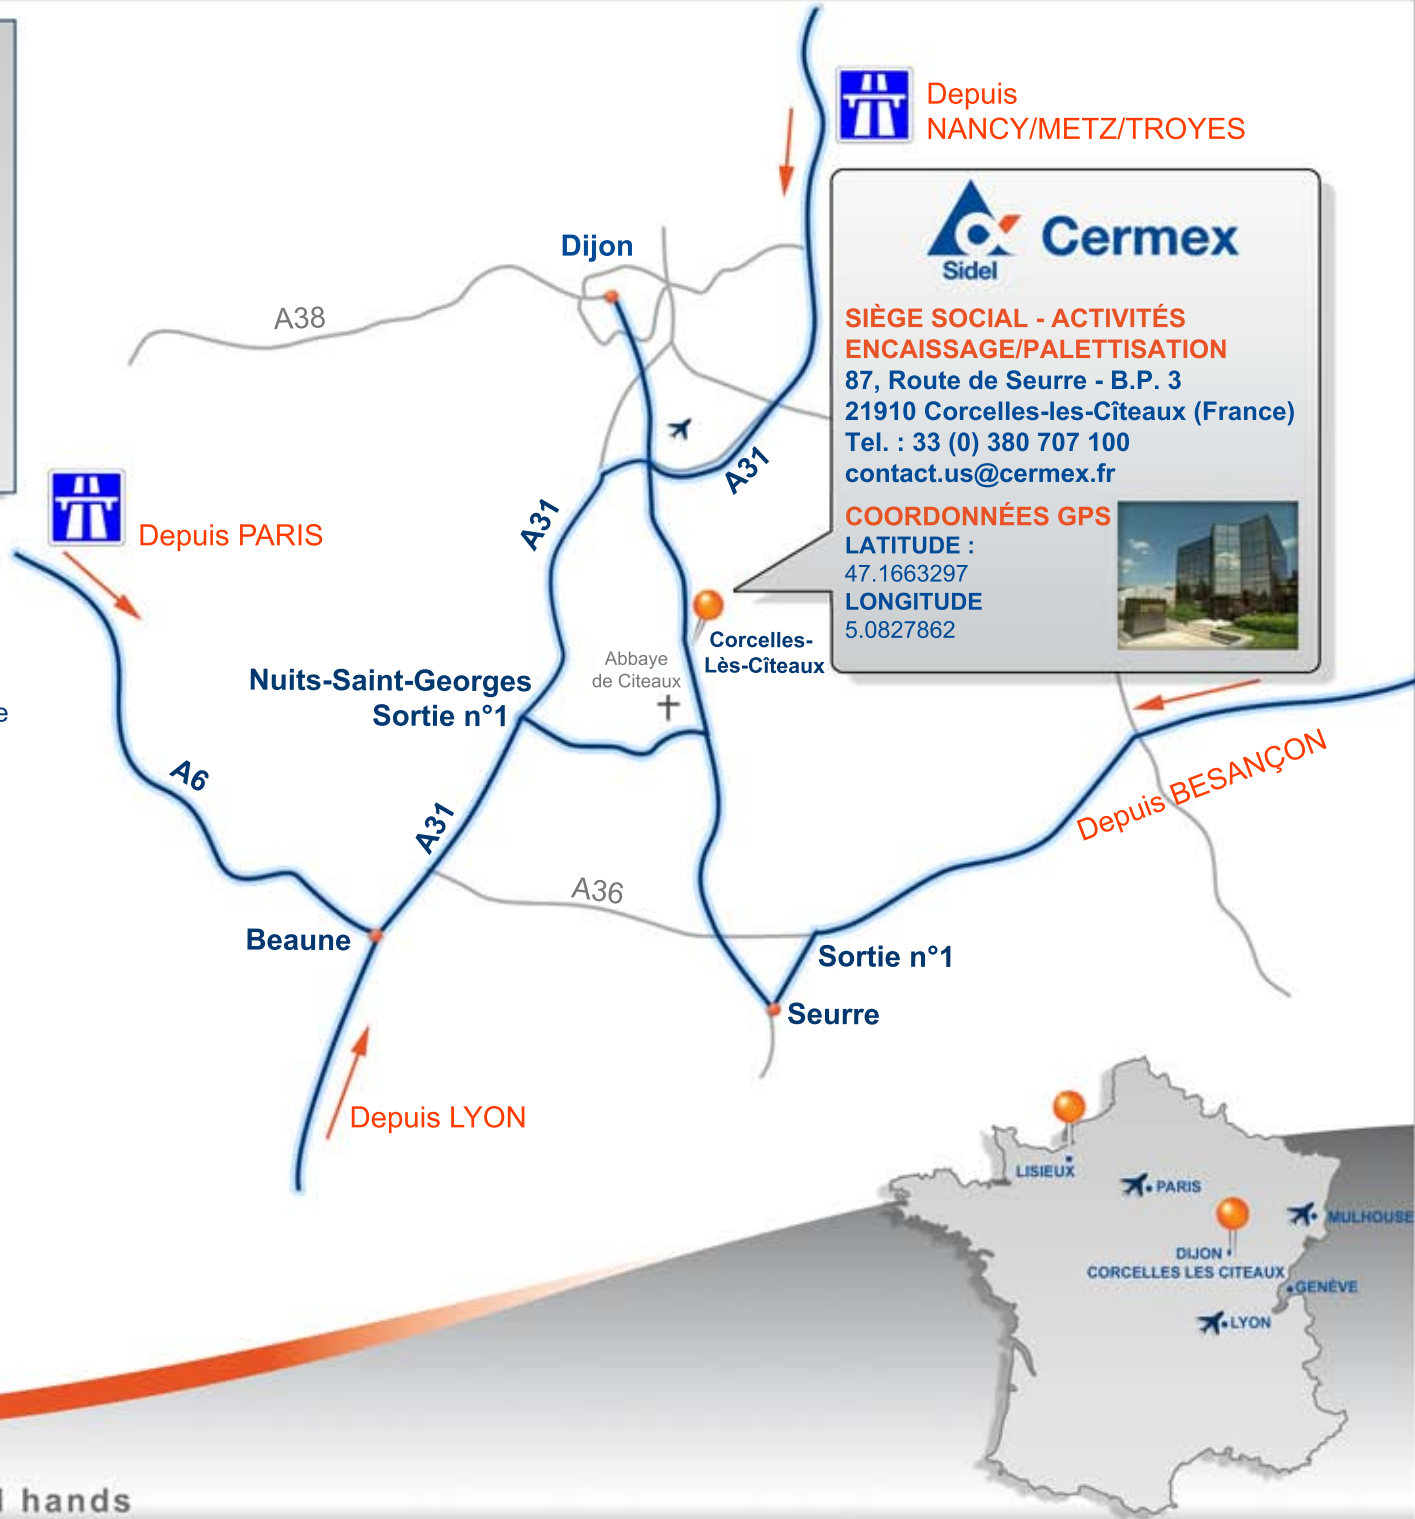 Depuis
NANCY/METZ/TROYES
Sidel
Cermex
SIÈGE SOCIAL - ACTIVITÉS
ENCAISSAGE/PALETTISATION
87, Route de Seurre - B.P. 3
21910 Corcelles-les-Cîteaux (France)
Tel. : 33 (0) 380 707 100
contact.us@cermex.fr
COORDONNÉES GPS
LATITUDE :
47.1663297
LONGITUDE
5.0827862
Dijon
A38
A31
A31
Depuis PARIS
Corcelles-
Lès-Cîteaux
Abbaye
de Citeaux
Nuits-Saint-Georges
Sortie n°1
e
A6
A31
Depuis BESANÇON
A36
Beaune
Sortie n°1
Seurre
Depuis LYON
LISIEUX
PARIS
MULHOUSE
DIJON
CORCELLES LES CITEAUX
GENÈVE
LYON
hands